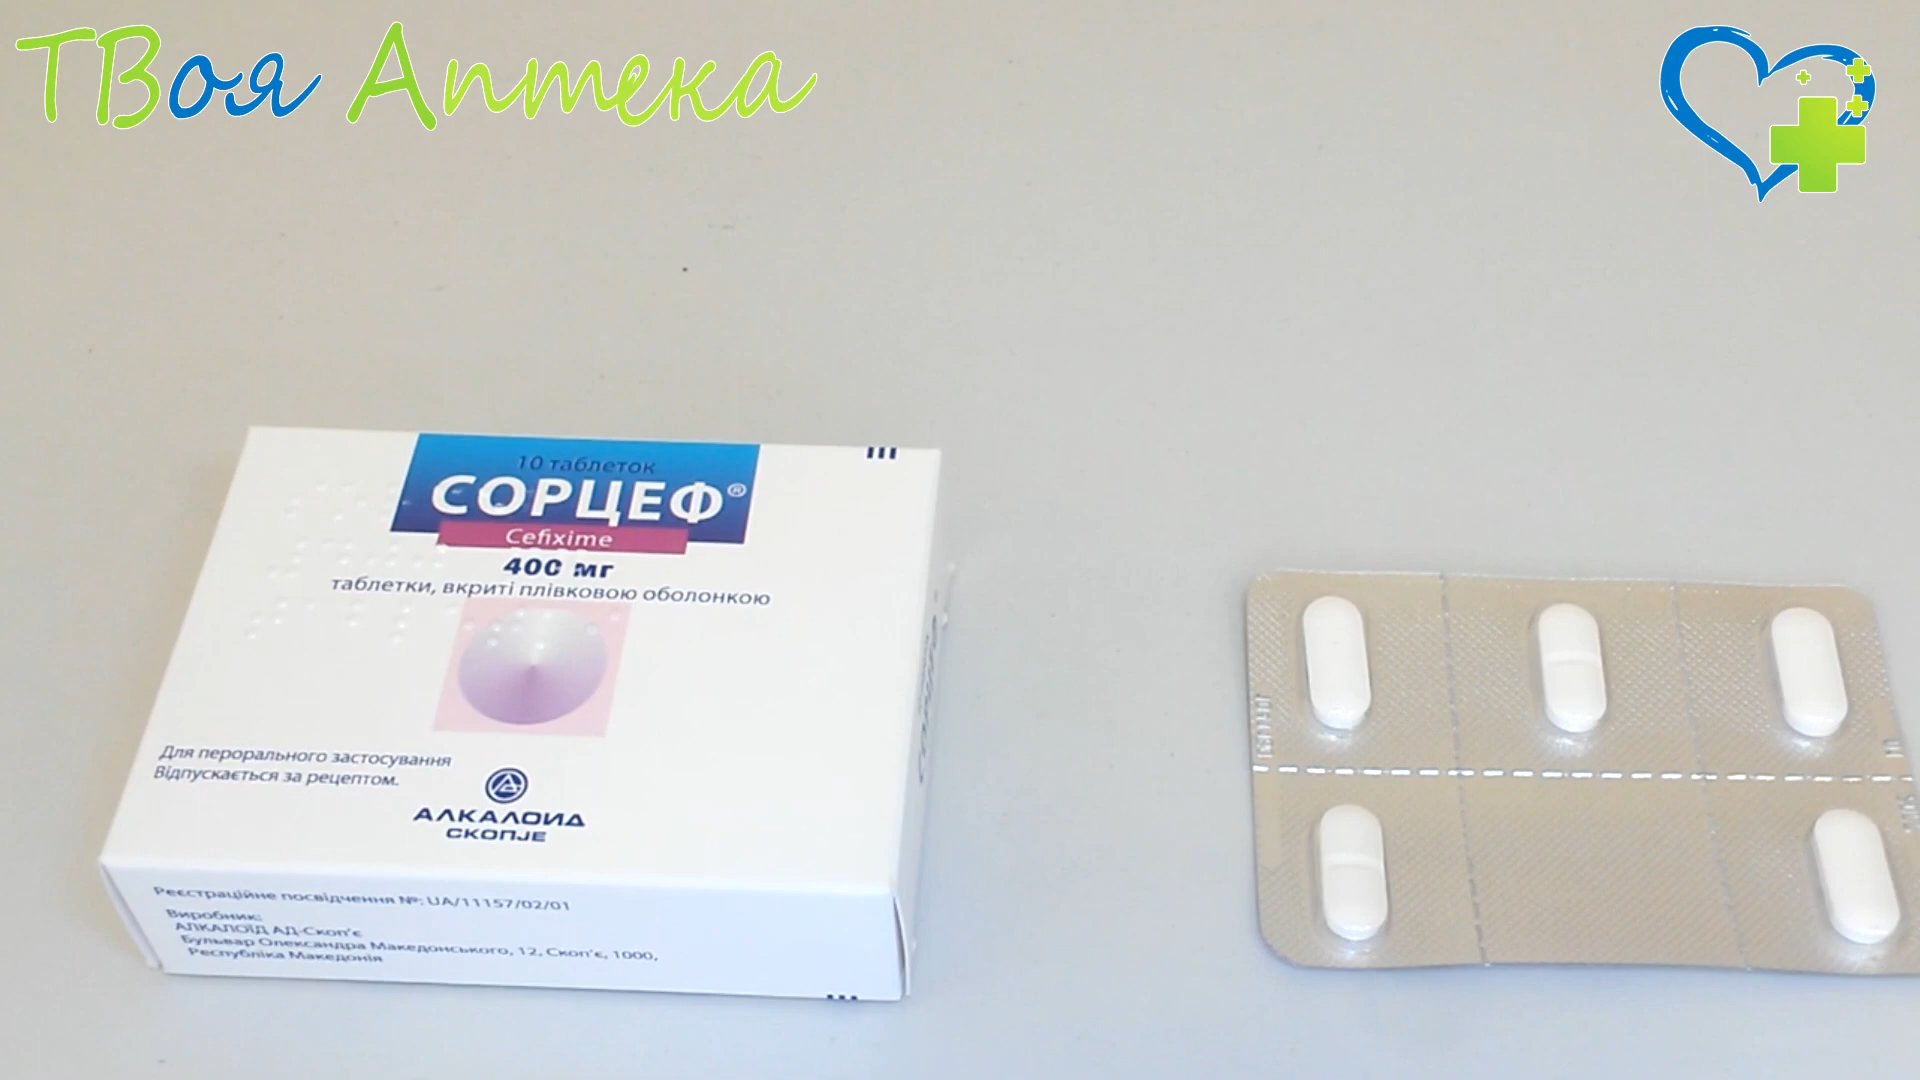 ТВоя Аптека
10 таблеток
СОРЦЕФ®
Cefixime
400 мг
таблетки, вкриті плівковою оболонкою
Для перорального застосування
Відпускається за рецептом.
АЛКАЛОИД
СКОПЈЕ
Реєстраційне посвідчення №: UA/11157/02/01
Виробник:
АЛКАЛОЇД АД-Скоп'є
Бульвар Олександра Македонського, 12, Скоп'є, 1000,
Республіка Македонія